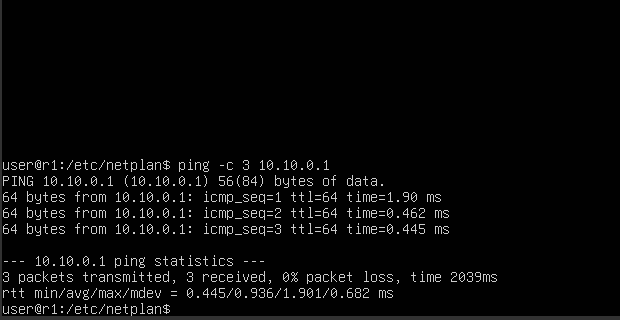 user@r1:/etc/netplan$ ping -c 3 10.10.0.1
PING 10.10.0.1 (10.10.0.1) 56(84) bytes of data.
64 bytes from 10.10.0.1: icmp_seq=1 ttl=64 time=1.90 ms
64 bytes from 10.10.0.1: icmp_seq=2 ttl=64 time=0.462 ms
64 bytes from 10.10.0.1: icmp_seq=3 ttl=64 time=0.445 ms
--- 10.10.0.1 ping statistics ---
3 packets transmitted, 3 received, 0% packet loss, time 2039ms
rtt min/avg/max/mdev = 0.445/0.936/1.901/0.682 ms
user@r1:/etc/netplan$